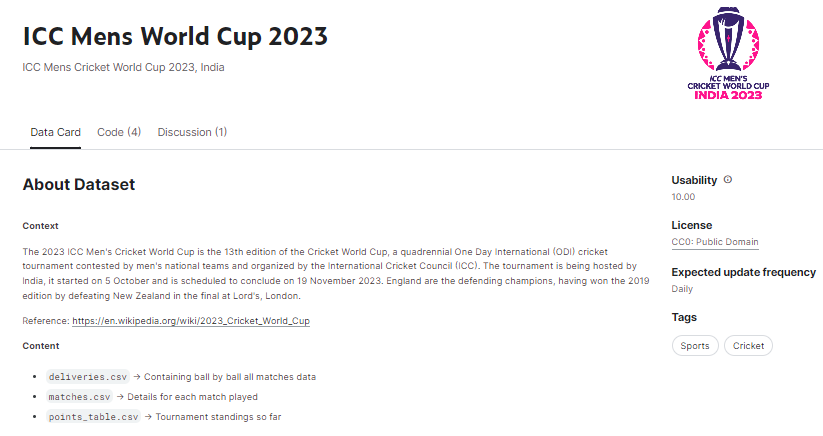 ICC Mens World Cup 2023
ICC Mens Cricket World Cup 2023, India
ICC MEN'S
CRICKET WORLD CUP
INDIA 2023
Data Card Code (4) Discussion (1)
About Dataset
Context
The 2023 ICC Men's Cricket World Cup is the 13th edition of the Cricket World Cup, a quadrennial One Day International (ODI) cricket
tournament contested by men's national teams and organized by the International Cricket Council (ICC). The tournament is being hosted by
India, it started on 5 October and is scheduled to conclude on 19 November 2023. England are the defending champions, having won the 2019
edition by defeating New Zealand in the final at Lord's, London.
Reference: https://en.wikipedia.org/wiki/2023_Cricket_World_Cup
Content
• deliveries.csv → Containing ball by ball all matches data
• matches.csv → Details for each match played
• points_table.csv → Tournament standings so far
Usability
10.00
License
CC0: Public Domain
Expected update frequency
Daily
Tags
Sports Cricket